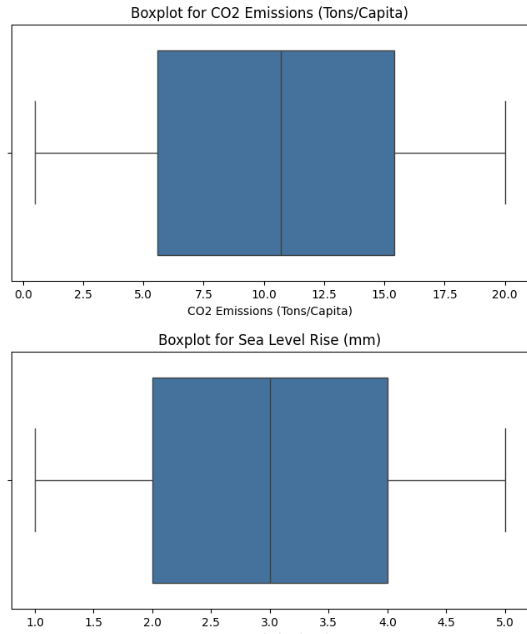 Boxplot for CO2 Emissions (Tons/Capita)
0.0 2.5 5.0 7.5 10.0 12.5 15.0 17.5 20.0
CO2 Emissions (Tons/Capita)
Boxplot for Sea Level Rise (mm)
1.0 1.5 2.0 2.5 3.0 3.5 4.0 4.5 5.0